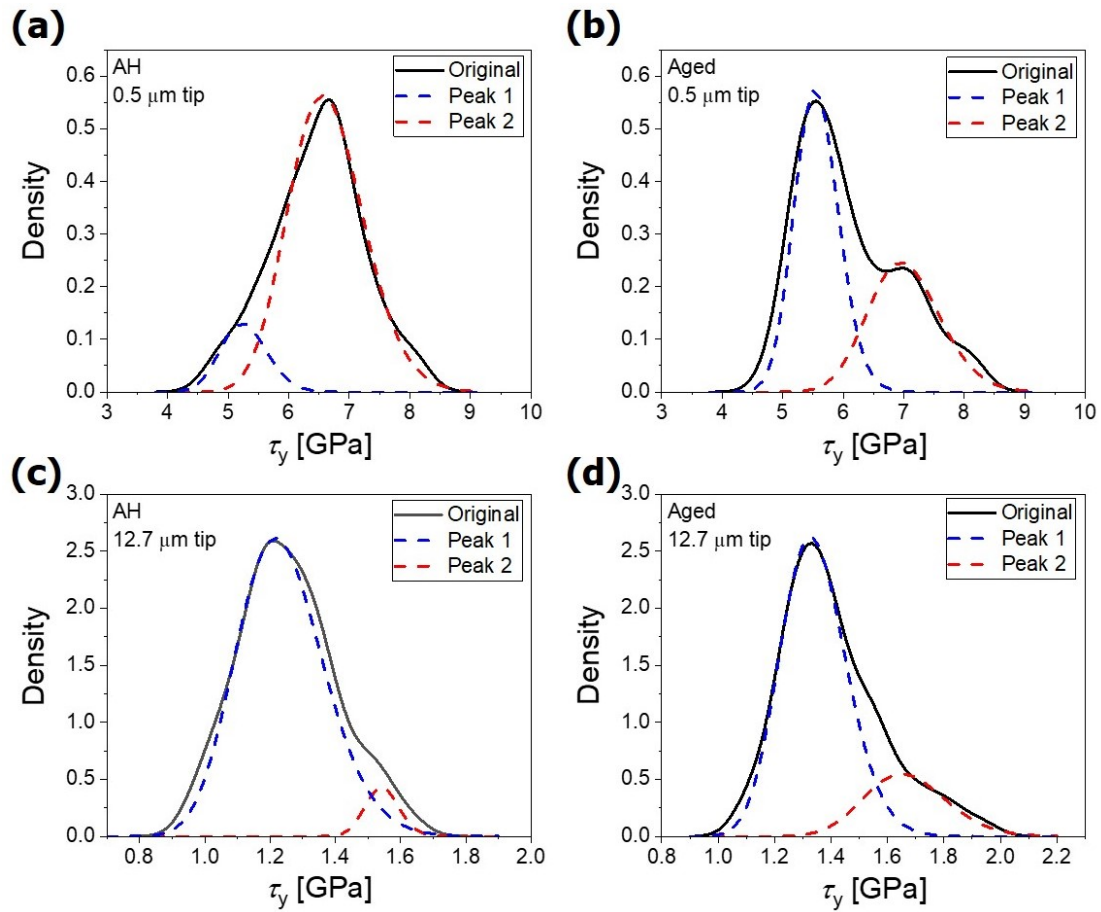 (a)
AH
0.5 μm tip
Original
Peak 1
Peak 2
0.6
0.5
0.4
0.3
0.2
0.1
0.0
Density
3 4 5 6 7 8 9 10
τy [GPa]
(b)
Aged
0.5 μm tip
Original
Peak 1
Peak 2
0.6
0.5
0.4
0.3
0.2
0.1
0.0
Density
3 4 5 6 7 8 9 10
τy [GPa]
(c)
AH
12.7 μm tip
Original
Peak 1
Peak 2
3.0
2.5
2.0
1.5
1.0
0.5
0.0
Density
0.8 1.0 1.2 1.4 1.6 1.8 2.0
τy [GPa]
(d)
Aged
12.7 μm tip
Original
Peak 1
Peak 2
3.0
2.5
2.0
1.5
1.0
0.5
0.0
Density
0.8 1.0 1.2 1.4 1.6 1.8 2.0 2.2
τy [GPa]